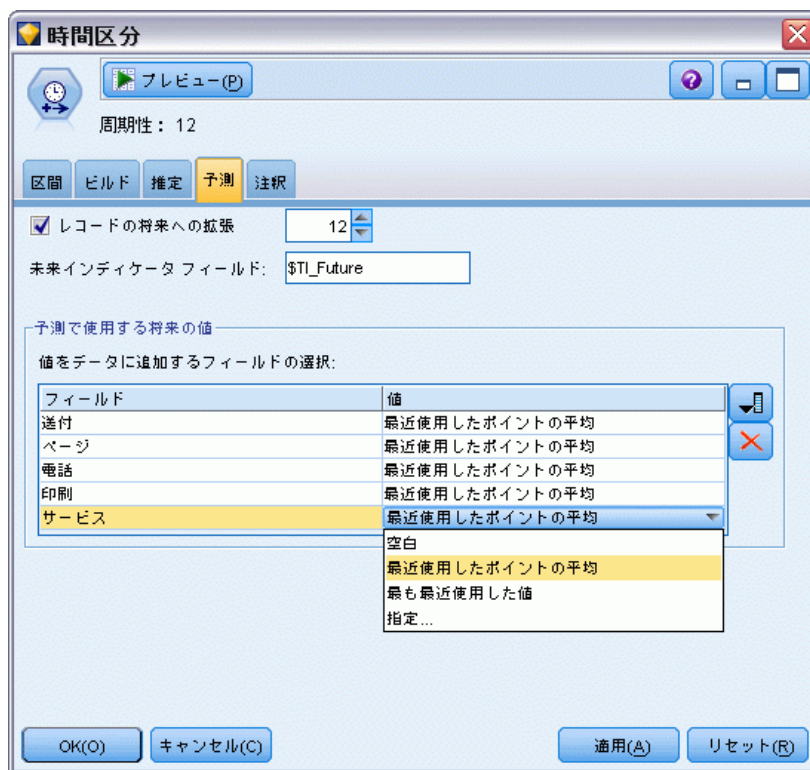 時間区分
プレビュー(P)
周期性： 12
区間 ビルド 推定 予測 注釈
レコードの将来への拡張 12
未来インディケータ フィールド: $TI_Future
予測で使用する将来の値
値をデータに追加するフィールドの選択:
フィールド 値
送付 最近使用したポイントの平均
ページ 最近使用したポイントの平均
電話 最近使用したポイントの平均
印刷 最近使用したポイントの平均
サービス 最近使用したポイントの平均
空白
最近使用したポイントの平均
最も最近使用した値
指定...
OK(O) キャンセル(C) 適用(A) リセット(R)